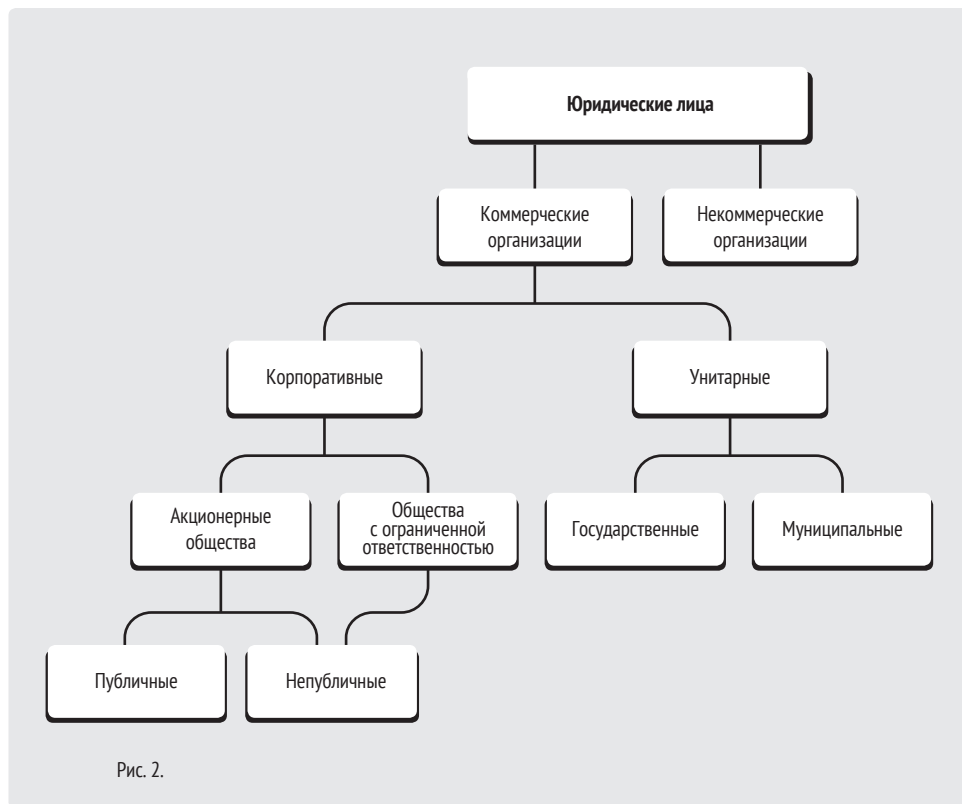 Юридические лица
Коммерческие
организации
Некоммерческие
организации
Корпоративные
Унитарные
Акционерные
общества
Общества
с ограниченной
ответственностью
Государственные
Муниципальные
Публичные
Непубличные
Рис. 2.